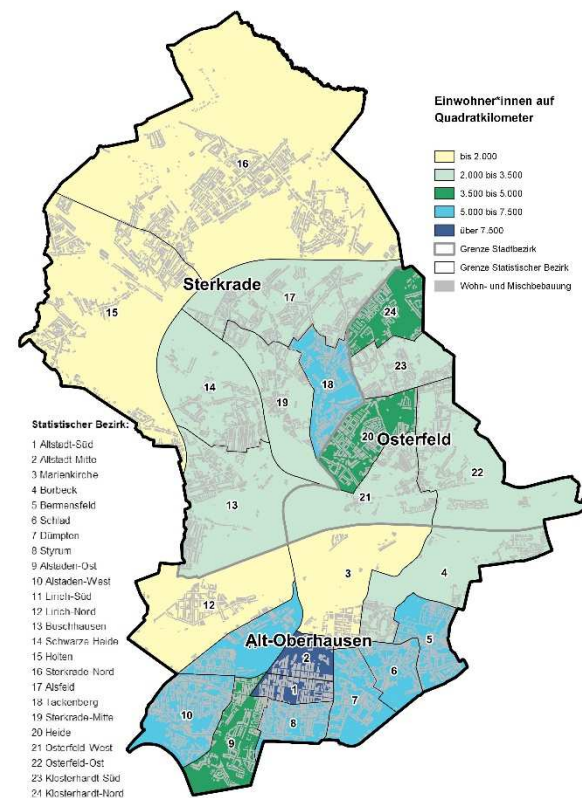 Einwohner*innen auf
Quadratkilometer
bis 2.000
2.000 bis 3.500
3.500 bis 5.000
5.000 bis 7.500
über 7.500
Grenze Stadtbezirk
Grenze Statistischer Bezirk
Wohn- und Mischbebauung
16
Sterkrade
17
15
24
23
18
14
19
20
Osterfeld
22
21
13
3
4
12
Alt-Oberhausen
5
2
6
1
7
10
8
9
Statistischer Bezirk:
1 Altstadt-Süd
2 Altstadt-Mitte
3 Marienkirche
4 Borbeck
5 Bermensfeld
6 Schlad
7 Dümpten
8 Styrum
9 Alstaden-Ost
10 Alstaden-West
11 Lirich-Süd
12 Lirich-Nord
13 Buschhausen
14 Schwarze Heide
15 Holten
16 Sterkrade-Nord
17 Alsfeld
18 Tackenberg
19 Sterkrade-Mitte
20 Heide
21 Osterfeld-West
22 Osterfeld-Ost
23 Klosterhardt-Süd
24 Klosterhardt-Nord